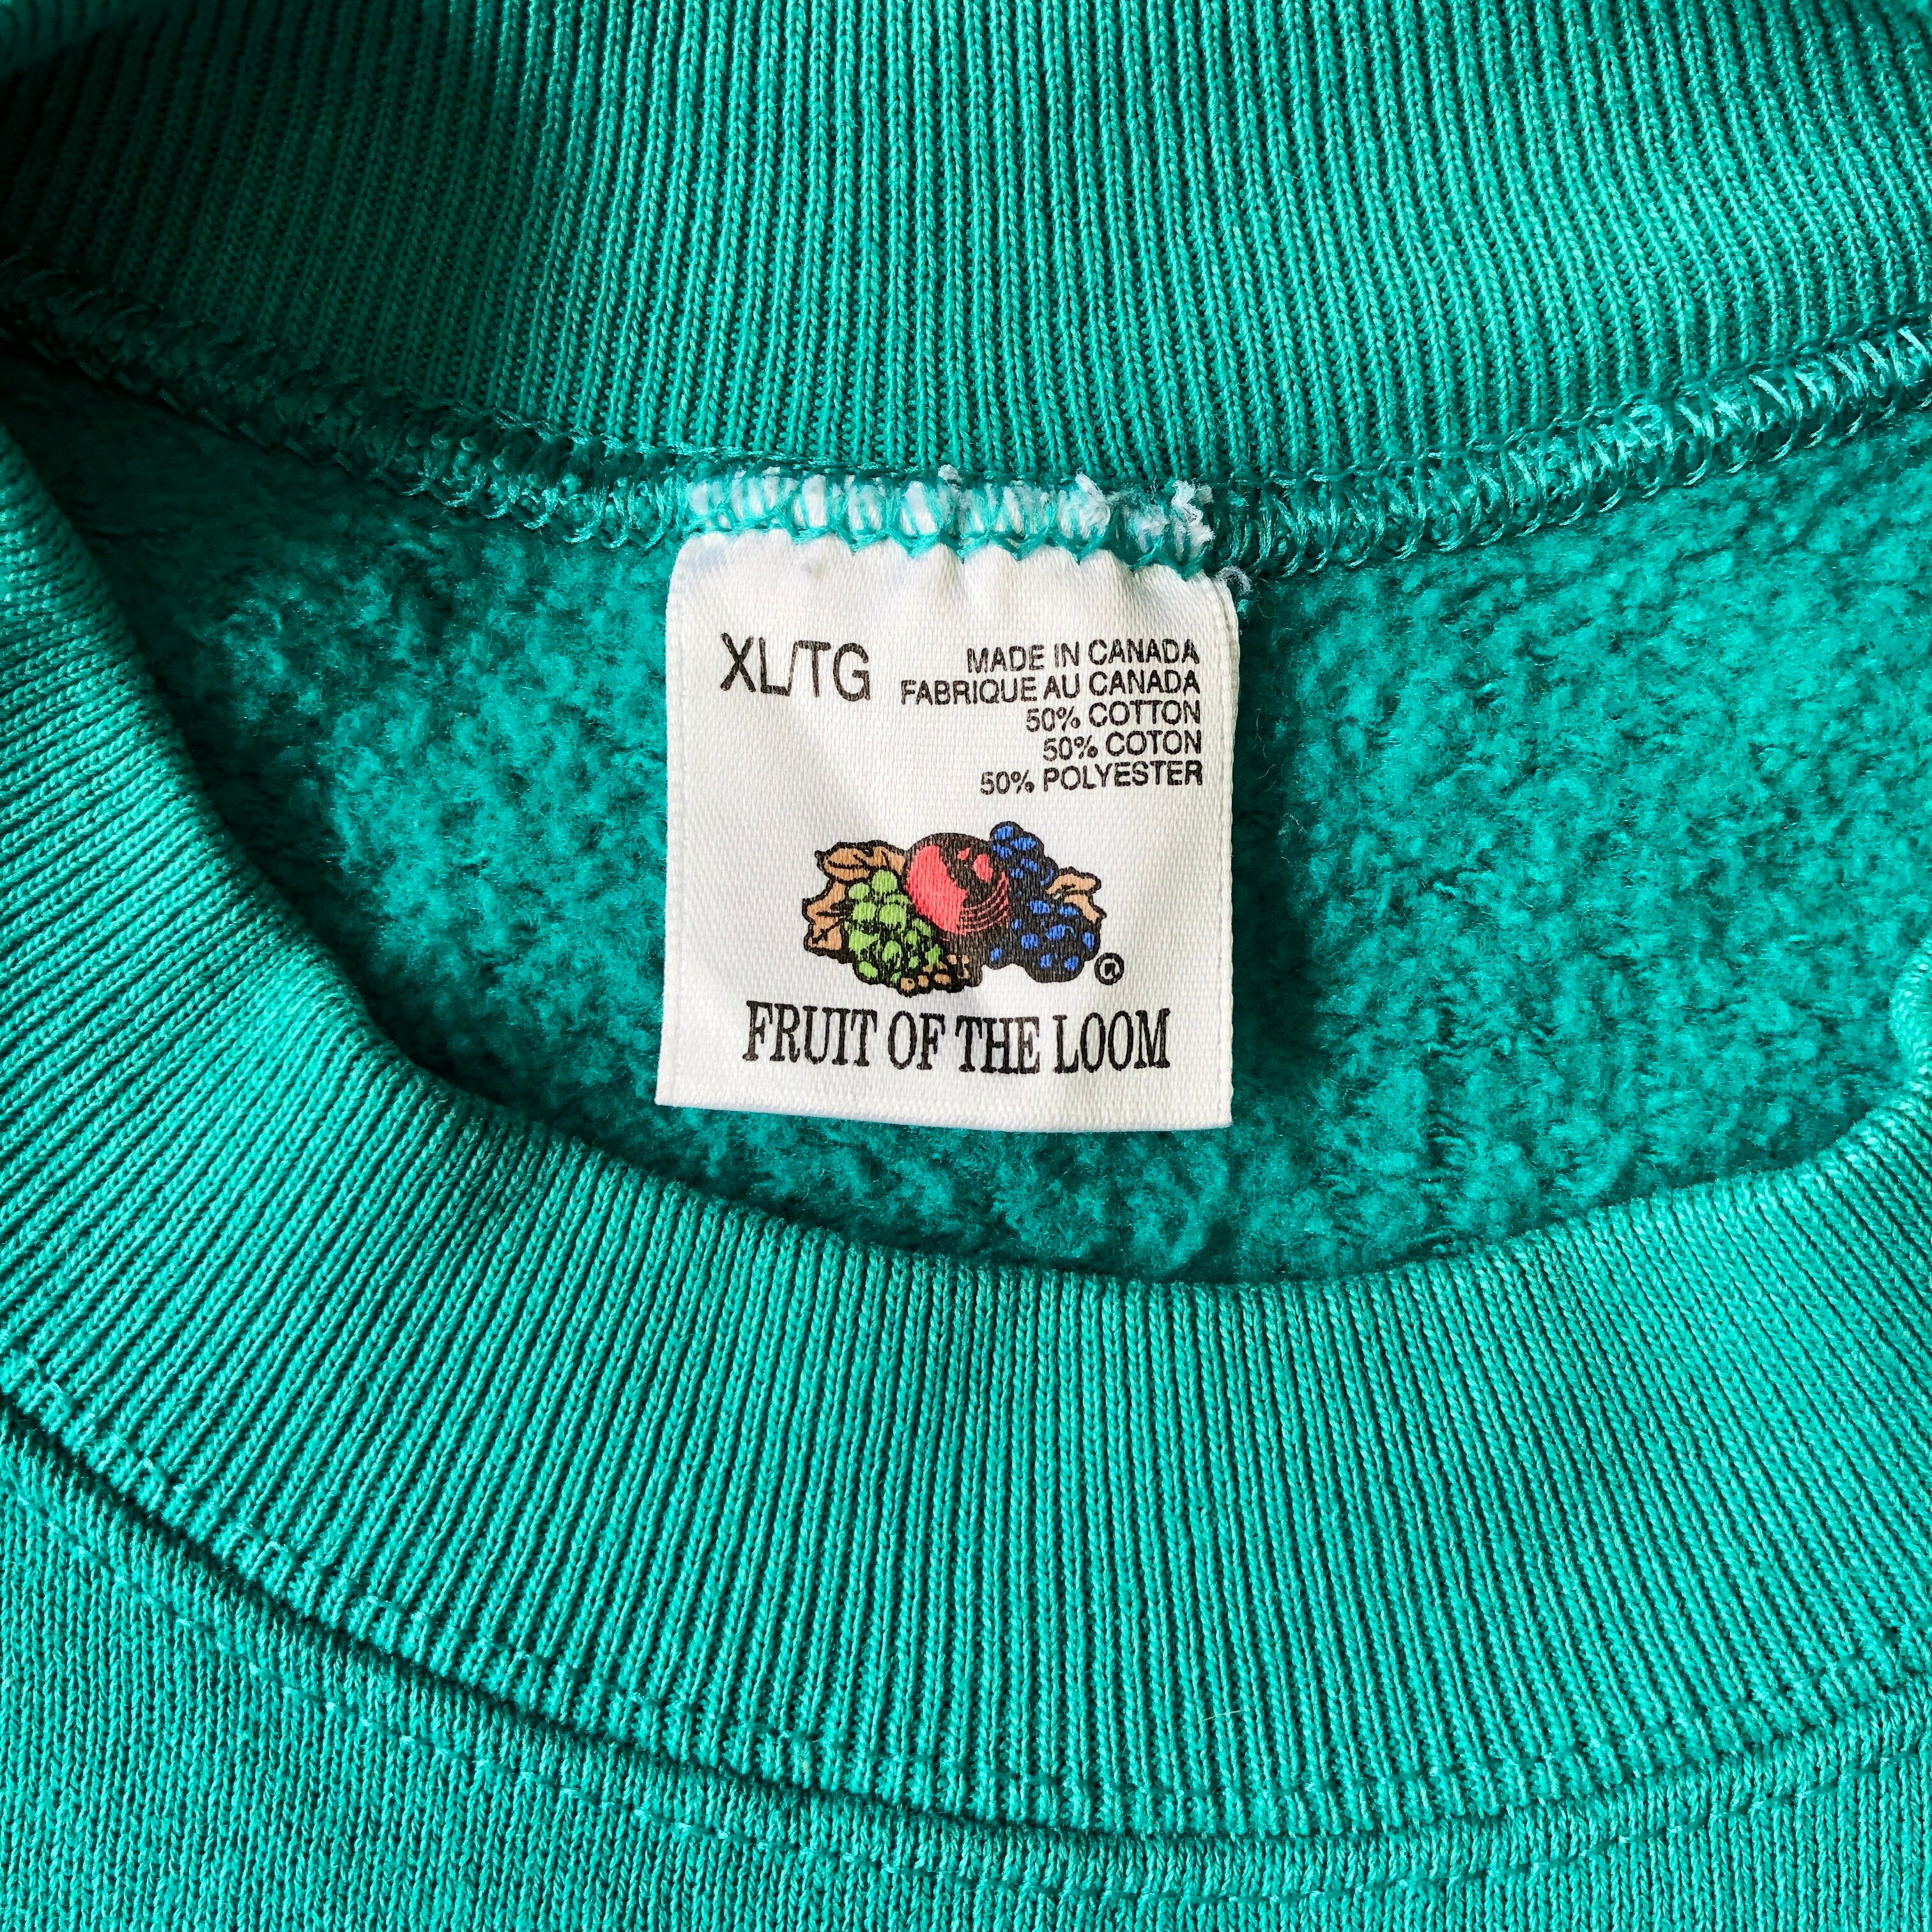 XL/TG
MADE IN CANADA
FABRIQUE AU CANADA
50% COTTON
50% COTON
50% POLYESTER
®
FRUIT OF THE LOOM